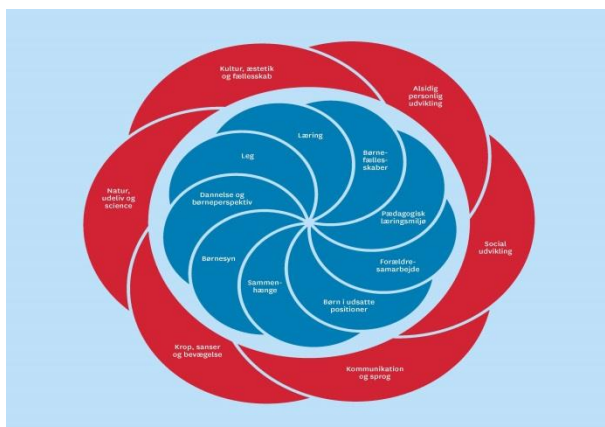 Kultur, æstetik
og fællesskab
Alsidig
personlig
udvikling
Social
udvikling
Kommunikation
og sprog
Krop, sanser
og bevægelse
Natur,
udeliv og
science
Læring
Børne-
fælles-
skaber
Pædagogisk
læringsmiljø
Forældre-
samarbejde
Børn i udsatte
positioner
Sammen-
hænge
Børnesyn
Dannelse og
børneperspektiv
Leg